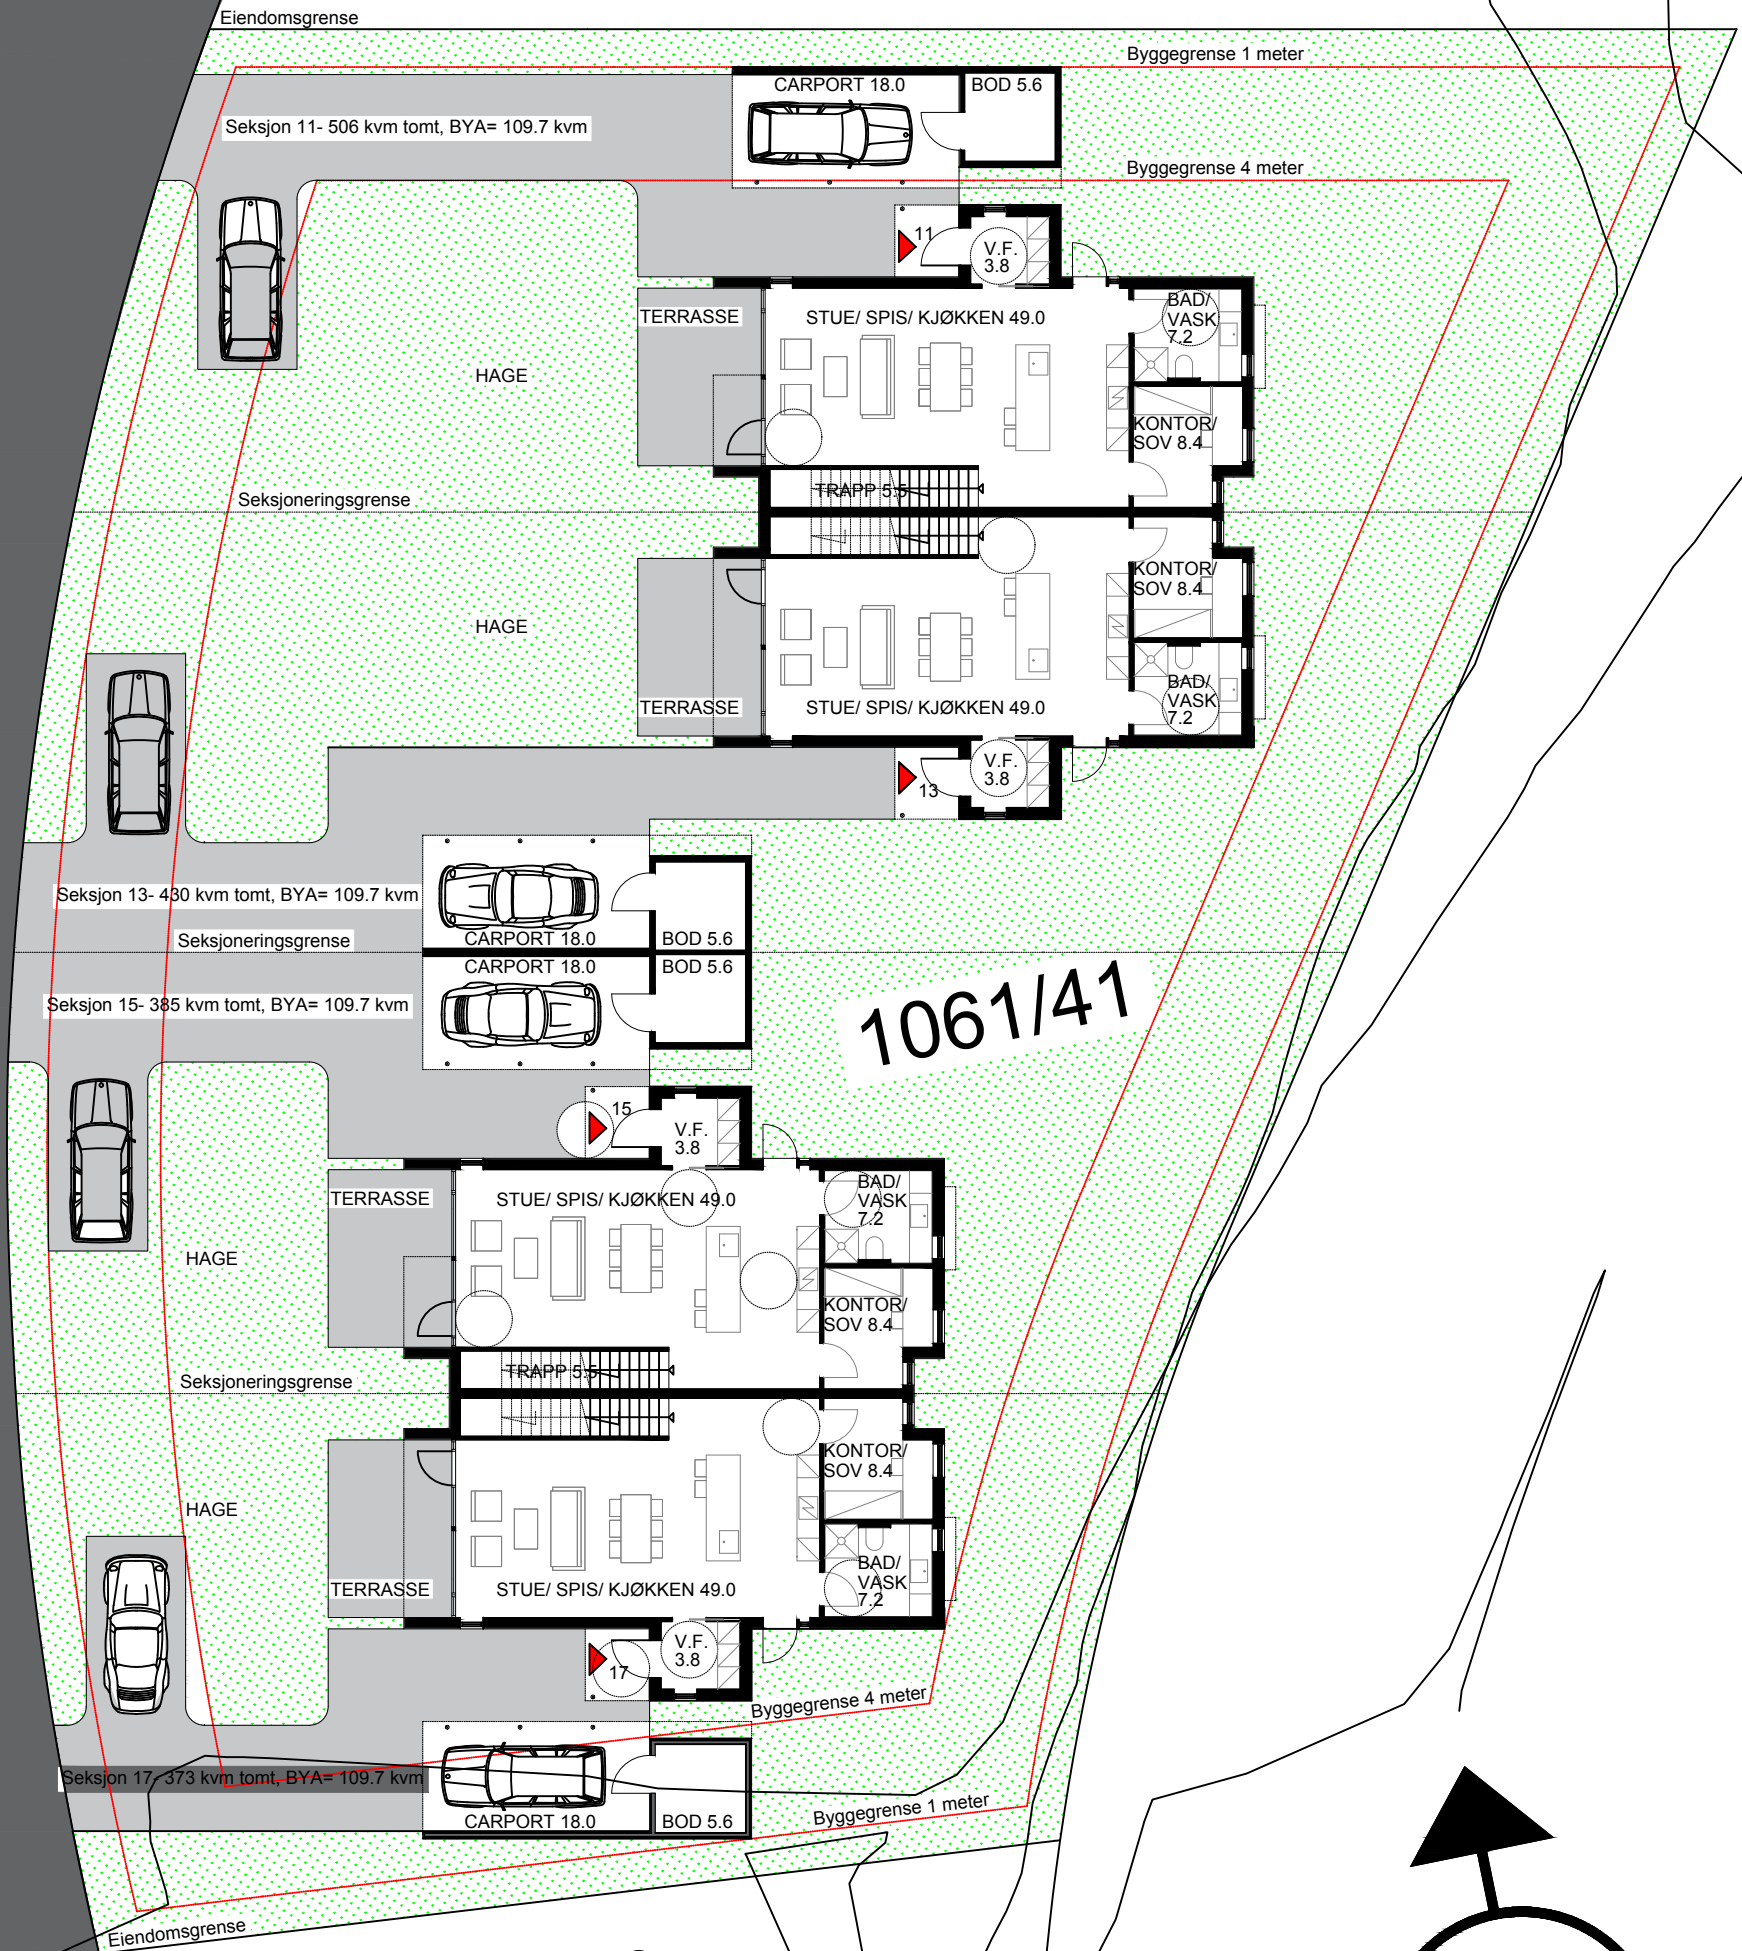 Eiendomsgrense
Byggegrense 1 meter
CARPORT 18.0
BOD 5.6
Seksjon 11- 506 kvm tomt, BYA= 109.7 kvm
Byggegrense 4 meter
11
V.F.
3.8
TERRASSE
STUE/ SPIS/ KJØKKEN 49.0
BAD/
VASK
7.2
HAGE
KONTOR/
SOV 8.4
TRAPP 5.5
Seksjoneringsgrense
KONTOR/
SOV 8.4
HAGE
BAD/
VASK
7.2
TERRASSE
STUE/ SPIS/ KJØKKEN 49.0
V.F.
3.8
13
Seksjon 13- 430 kvm tomt, BYA= 109.7 kvm
CARPORT 18.0
BOD 5.6
Seksjoneringsgrense
CARPORT 18.0
BOD 5.6
Seksjon 15- 385 kvm tomt, BYA= 109.7 kvm
1061/41
15
V.F.
3.8
TERRASSE
STUE/ SPIS/ KJØKKEN 49.0
BAD/
VASK
7.2
HAGE
KONTOR/
SOV 8.4
TRAPP 5.5
Seksjoneringsgrense
KONTOR/
SOV 8.4
HAGE
BAD/
VASK
7.2
TERRASSE
STUE/ SPIS/ KJØKKEN 49.0
V.F.
3.8
17
Byggegrense 4 meter
Seksjon 17- 373 kvm tomt, BYA= 109.7 kvm
CARPORT 18.0
BOD 5.6
Byggegrense 1 meter
Eiendomsgrense